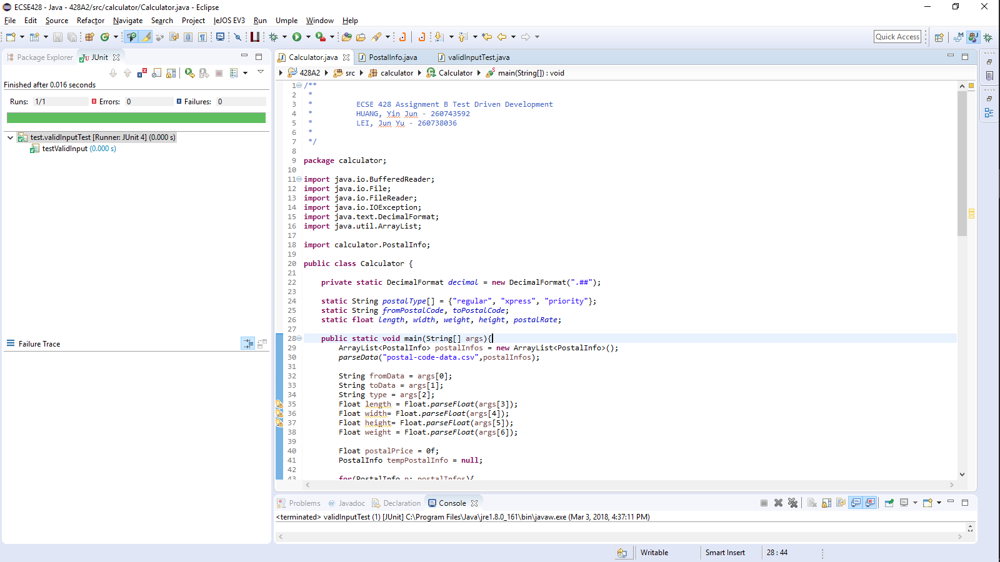 ECSE428 - Java - 428A2/src/calculator/Calculator.java - Eclipse
File Edit Source Refactor Navigate Search Project leJOS EV3 Run Umple Window Help
Quick Access
Package Explorer JUnit
Finished after 0.016 seconds
Runs: 1/1 Errors: 0 Failures: 0
test.validInputTest [Runner: JUnit 4] (0.000 s)
testValidInput (0.000 s)
Failure Trace
Calculator.java PostalInfo.java validInputTest.java
428A2 src calculator Calculator main(String[]) : void
1 /**
2 *
3 * ECSE 428 Assignment B Test Driven Development
4 * HUANG, Yin Jun - 260743592
5 * LEI, Jun Yu - 260738036
6 *
7 */
8
9 package calculator;
10
11 import java.io.BufferedReader;
12 import java.io.File;
13 import java.io.FileReader;
14 import java.io.IOException;
15 import java.text.DecimalFormat;
16 import java.util.ArrayList;
17
18 import calculator.PostalInfo;
19
20 public class Calculator {
21
22 private static DecimalFormat decimal = new DecimalFormat(".##");
23
24 static String postalType[] = {"regular", "xpress", "priority"};
25 static String fromPostalCode, toPostalCode;
26 static float length, width, weight, height, postalRate;
27
28 public static void main(String[] args){
29 ArrayList<PostalInfo> postalInfos = new ArrayList<PostalInfo>();
30 parseData("postal-code-data.csv",postalInfos);
31
32 String fromData = args[0];
33 String toData = args[1];
34 String type = args[2];
35 Float length = Float.parseFloat(args[3]);
36 Float width= Float.parseFloat(args[4]);
37 Float height= Float.parseFloat(args[5]);
38 Float weight = Float.parseFloat(args[6]);
39
40 Float postalPrice = 0f;
41 PostalInfo tempPostalInfo = null;
42
43 for(PostalInfo p: postalInfos){
Problems Javadoc Declaration Console
<terminated> validInputTest (1) [JUnit] C:\Program Files\Java\jre1.8.0_161\bin\javaw.exe (Mar 3, 2018, 4:37:11 PM)
Writable Smart Insert 28 : 44